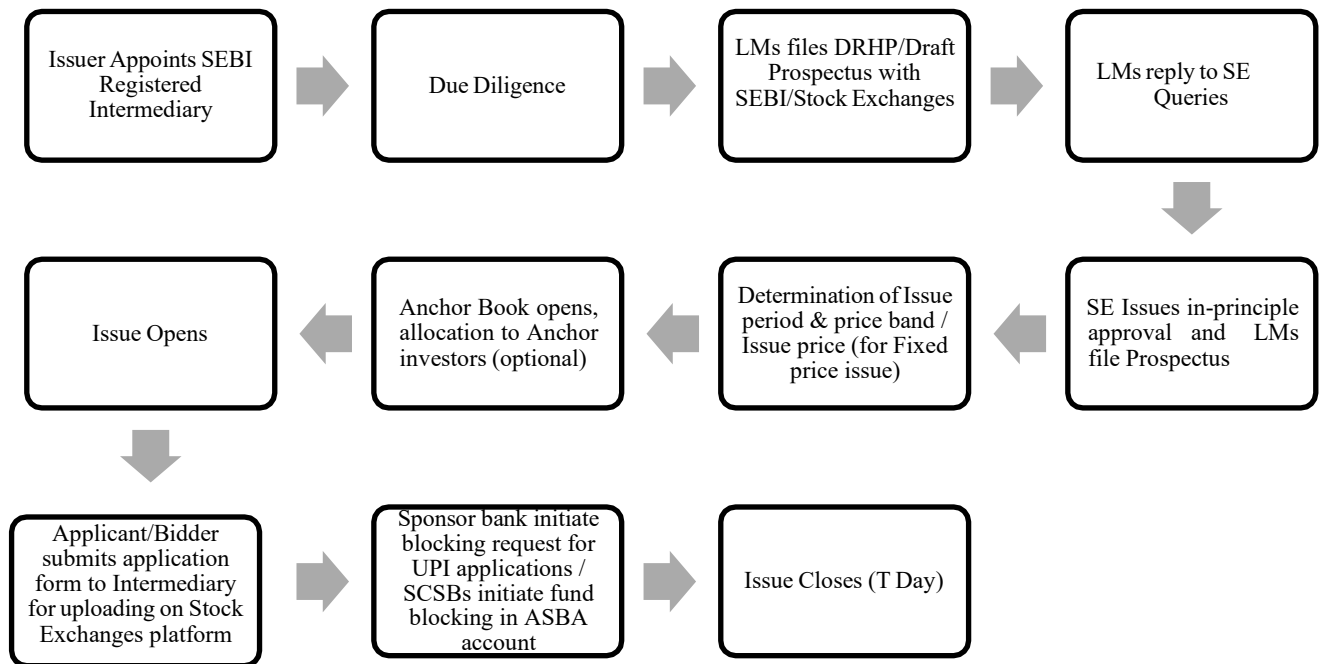 Issuer Appoints SEBI
Registered
Intermediary
Due Diligence
LMs files DRHP/Draft
Prospectus with
SEBI/Stock Exchanges
LMs reply to SE
Queries
SE Issues in-principle
approval and LMs
file Prospectus
Determination of Issue
period & price band /
Issue price (for Fixed
price issue)
Anchor Book opens,
allocation to Anchor
investors (optional)
Issue Opens
Applicant/Bidder
submits application
form to Intermediary
for uploading on Stock
Exchanges platform
Sponsor bank initiate
blocking request for
UPI applications /
SCSBs initiate fund
blocking in ASBA
account
Issue Closes (T Day)